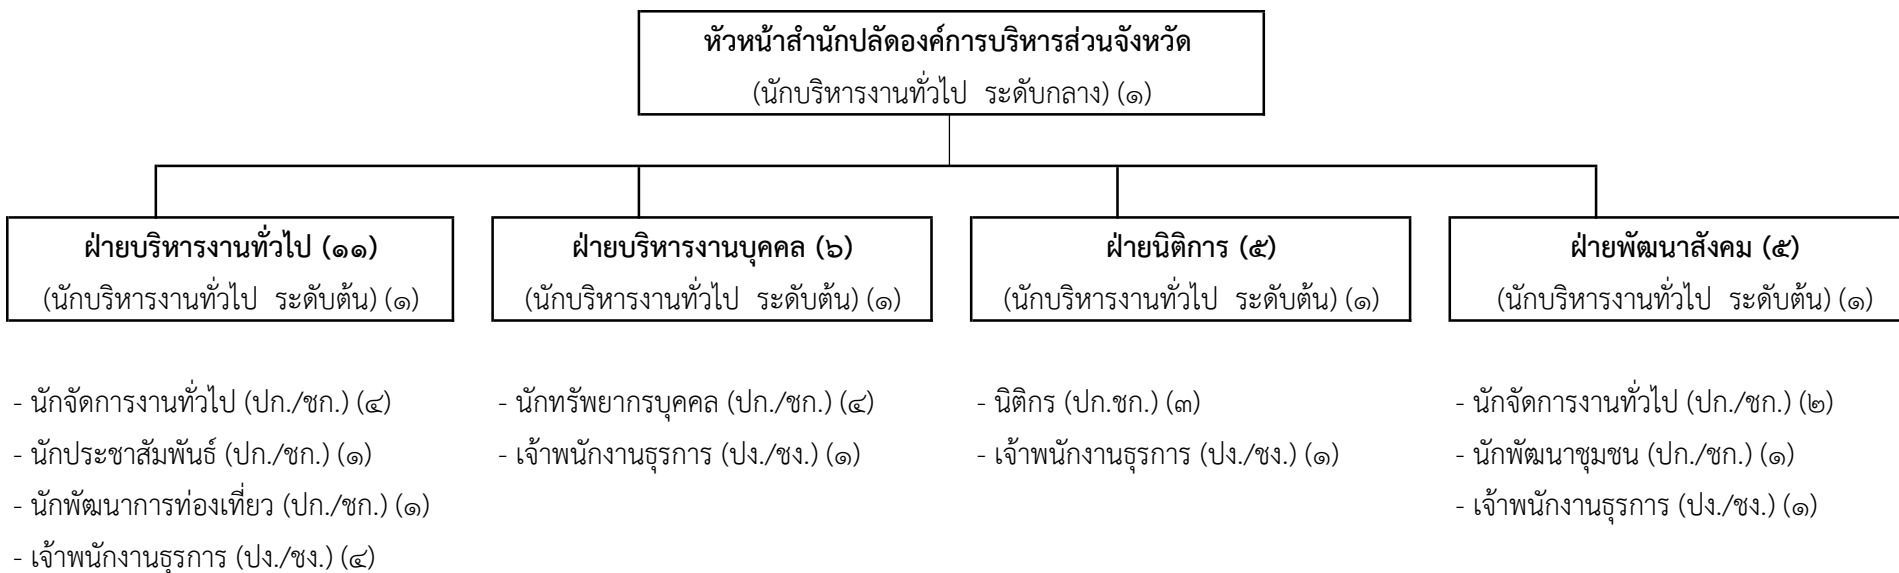 หัวหน้าสำนักปลัดองค์การบริหารส่วนจังหวัด
(นักบริหารงานทั่วไป ระดับกลาง) (๑)
ฝ่ายบริหารงานทั่วไป (๑๑)
(นักบริหารงานทั่วไป ระดับต้น) (๑)
- นักจัดการงานทั่วไป (ปก./ชก.) (๔)
- นักประชาสัมพันธ์ (ปก./ชก.) (๑)
- นักพัฒนาการท่องเที่ยว (ปก./ชก.) (๑)
- เจ้าพนักงานธุรการ (ปง./ชง.) (๔)
ฝ่ายบริหารงานบุคคล (๖)
(นักบริหารงานทั่วไป ระดับต้น) (๑)
- นักทรัพยากรบุคคล (ปก./ชก.) (๔)
- เจ้าพนักงานธุรการ (ปง./ชง.) (๑)
ฝ่ายนิติการ (๕)
(นักบริหารงานทั่วไป ระดับต้น) (๑)
- นิติกร (ปก.ชก.) (๓)
- เจ้าพนักงานธุรการ (ปง./ชง.) (๑)
ฝ่ายพัฒนาสังคม (๕)
(นักบริหารงานทั่วไป ระดับต้น) (๑)
- นักจัดการงานทั่วไป (ปก./ชก.) (๒)
- นักพัฒนาชุมชน (ปก./ชก.) (๑)
- เจ้าพนักงานธุรการ (ปง./ชง.) (๑)